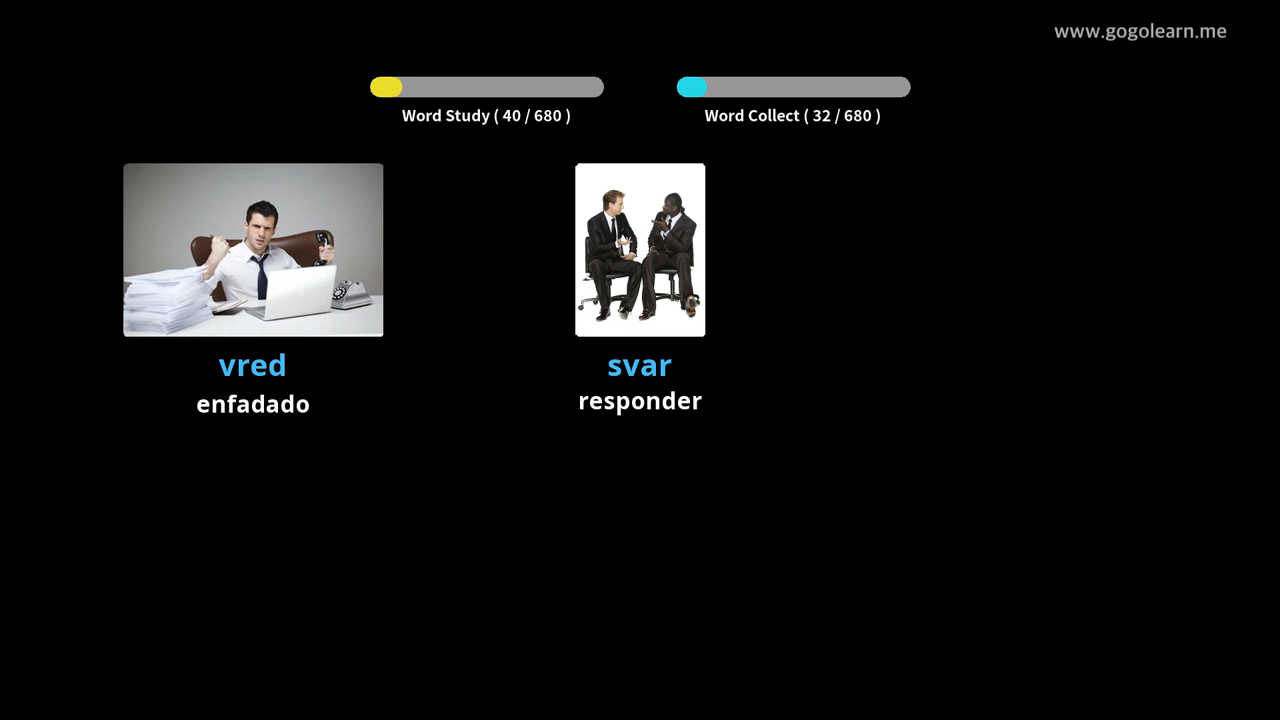 www.gogolearn.me
Word Study ( 40 / 680 )
Word Collect ( 32 / 680 )
vred
enfadado
svar
responder